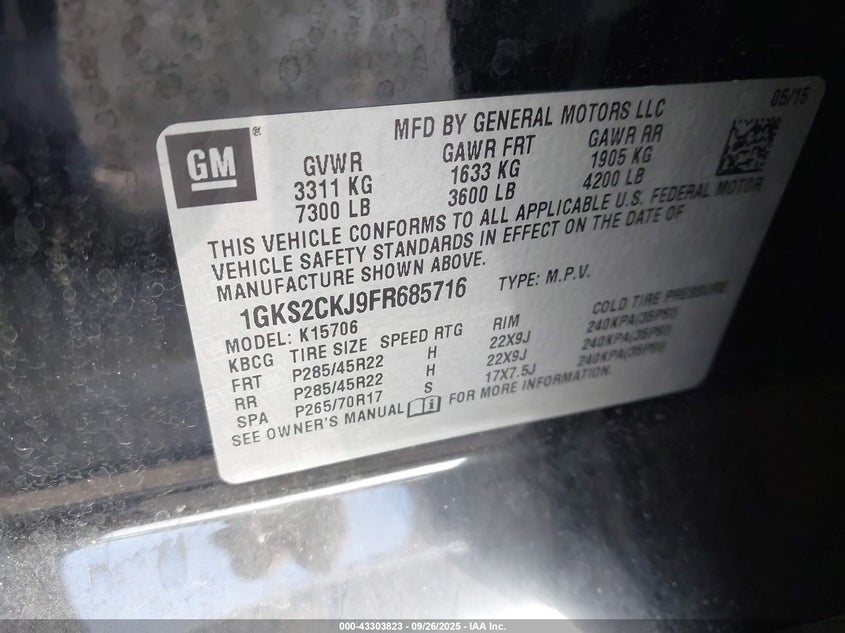 05/15
MFD BY GENERAL MOTORS LLC
GM ®
GVWR GAWR FRT GAWR RR
3311 KG 1633 KG 1905 KG
7300 LB 3600 LB 4200 LB
THIS VEHICLE CONFORMS TO ALL APPLICABLE U.S. FEDERAL MOTOR
VEHICLE SAFETY STANDARDS IN EFFECT ON THE DATE OF
MANUFACTURE SHOWN ABOVE.
1GKS2CKJ9FR685716 TYPE: M.P.V.
MODEL: K15706
KBCG TIRE SIZE SPEED RTG RIM COLD TIRE PRESSURE
FRT P285/45R22 H 22X9J 240KPA(35PSI)
RR P285/45R22 H 22X9J 240KPA(35PSI)
SPA P265/70R17 S 17X7.5J 240KPA(35PSI)
SEE OWNER'S MANUAL FOR MORE INFORMATION.
000-43303823 - 09/26/2025 - IAA Inc.